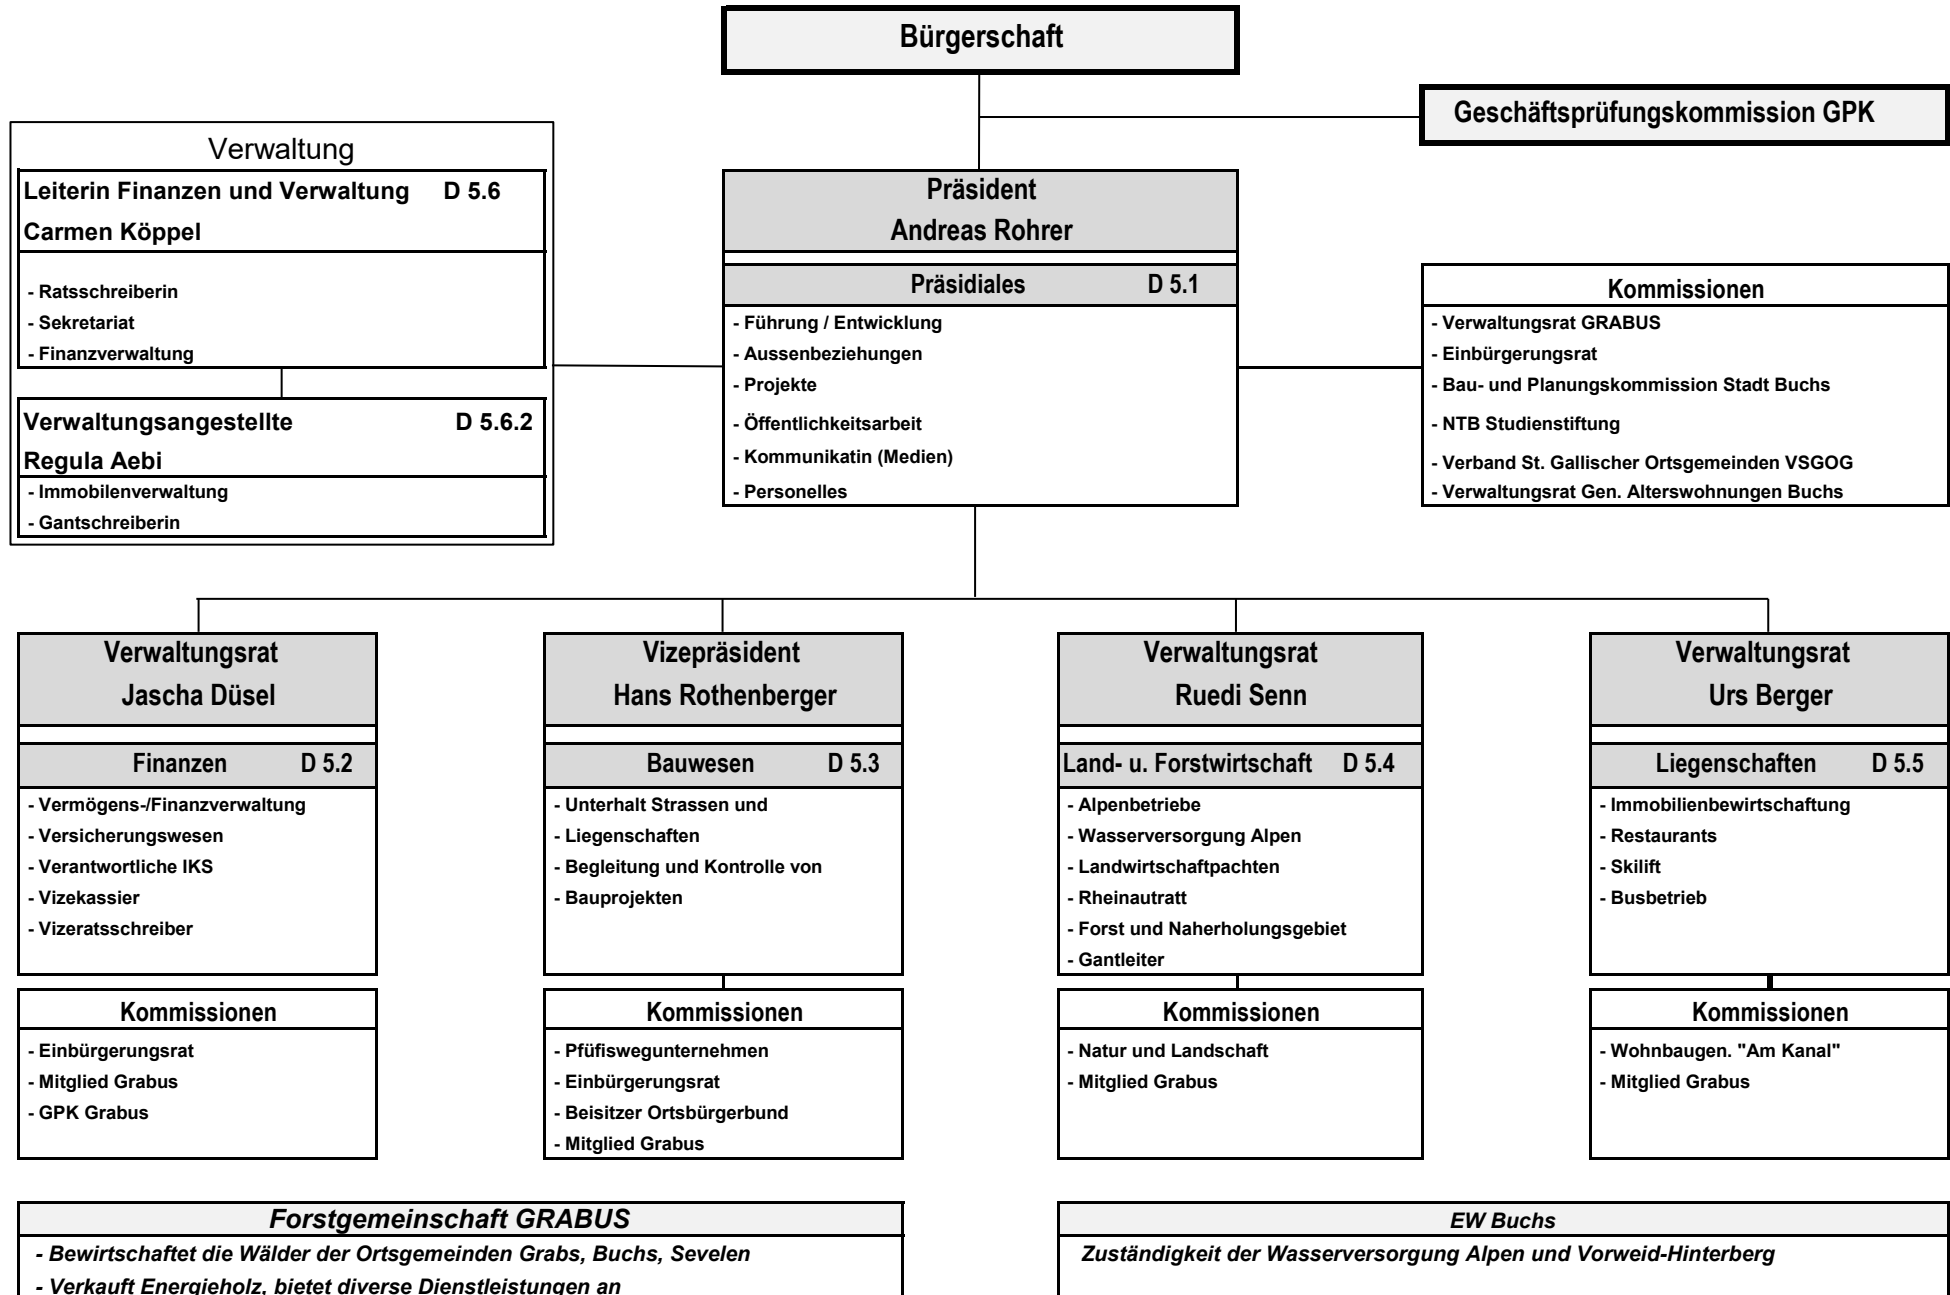 Bürgerschaft
Geschäftsprüfungskommission GPK
Verwaltung
Leiterin Finanzen und Verwaltung D 5.6
Carmen Köppel
- Ratsschreiberin
- Sekretariat
- Finanzverwaltung
Verwaltungsangestellte D 5.6.2
Regula Aebi
- Immobilenverwaltung
- Gantschreiberin
Präsident
Andreas Rohrer
Präsidiales D 5.1
- Führung / Entwicklung
- Aussenbeziehungen
- Projekte
- Öffentlichkeitsarbeit
- Kommunikatin (Medien)
- Personelles
Kommissionen
- Verwaltungsrat GRABUS
- Einbürgerungsrat
- Bau- und Planungskommission Stadt Buchs
- NTB Studienstiftung
- Verband St. Gallischer Ortsgemeinden VSGOG
- Verwaltungsrat Gen. Alterswohnungen Buchs
Verwaltungsrat
Jascha Düsel
Finanzen D 5.2
- Vermögens-/Finanzverwaltung
- Versicherungswesen
- Verantwortliche IKS
- Vizekassier
- Vizeratsschreiber
Kommissionen
- Einbürgerungsrat
- Mitglied Grabus
- GPK Grabus
Vizepräsident
Hans Rothenberger
Bauwesen D 5.3
- Unterhalt Strassen und
- Liegenschaften
- Begleitung und Kontrolle von
- Bauprojekten
Kommissionen
- Pfüfiswegunternehmen
- Einbürgerungsrat
- Beisitzer Ortsbürgerbund
- Mitglied Grabus
Verwaltungsrat
Ruedi Senn
Land- u. Forstwirtschaft D 5.4
- Alpenbetriebe
- Wasserversorgung Alpen
- Landwirtschaftpachten
- Rheinautratt
- Forst und Naherholungsgebiet
- Gantleiter
Kommissionen
- Natur und Landschaft
- Mitglied Grabus
Verwaltungsrat
Urs Berger
Liegenschaften D 5.5
- Immobilienbewirtschaftung
- Restaurants
- Skilift
- Busbetrieb
Kommissionen
- Wohnbaugen. "Am Kanal"
- Mitglied Grabus
Forstgemeinschaft GRABUS
- Bewirtschaftet die Wälder der Ortsgemeinden Grabs, Buchs, Sevelen
- Verkauft Energieholz, bietet diverse Dienstleistungen an
EW Buchs
Zuständigkeit der Wasserversorgung Alpen und Vorweid-Hinterberg